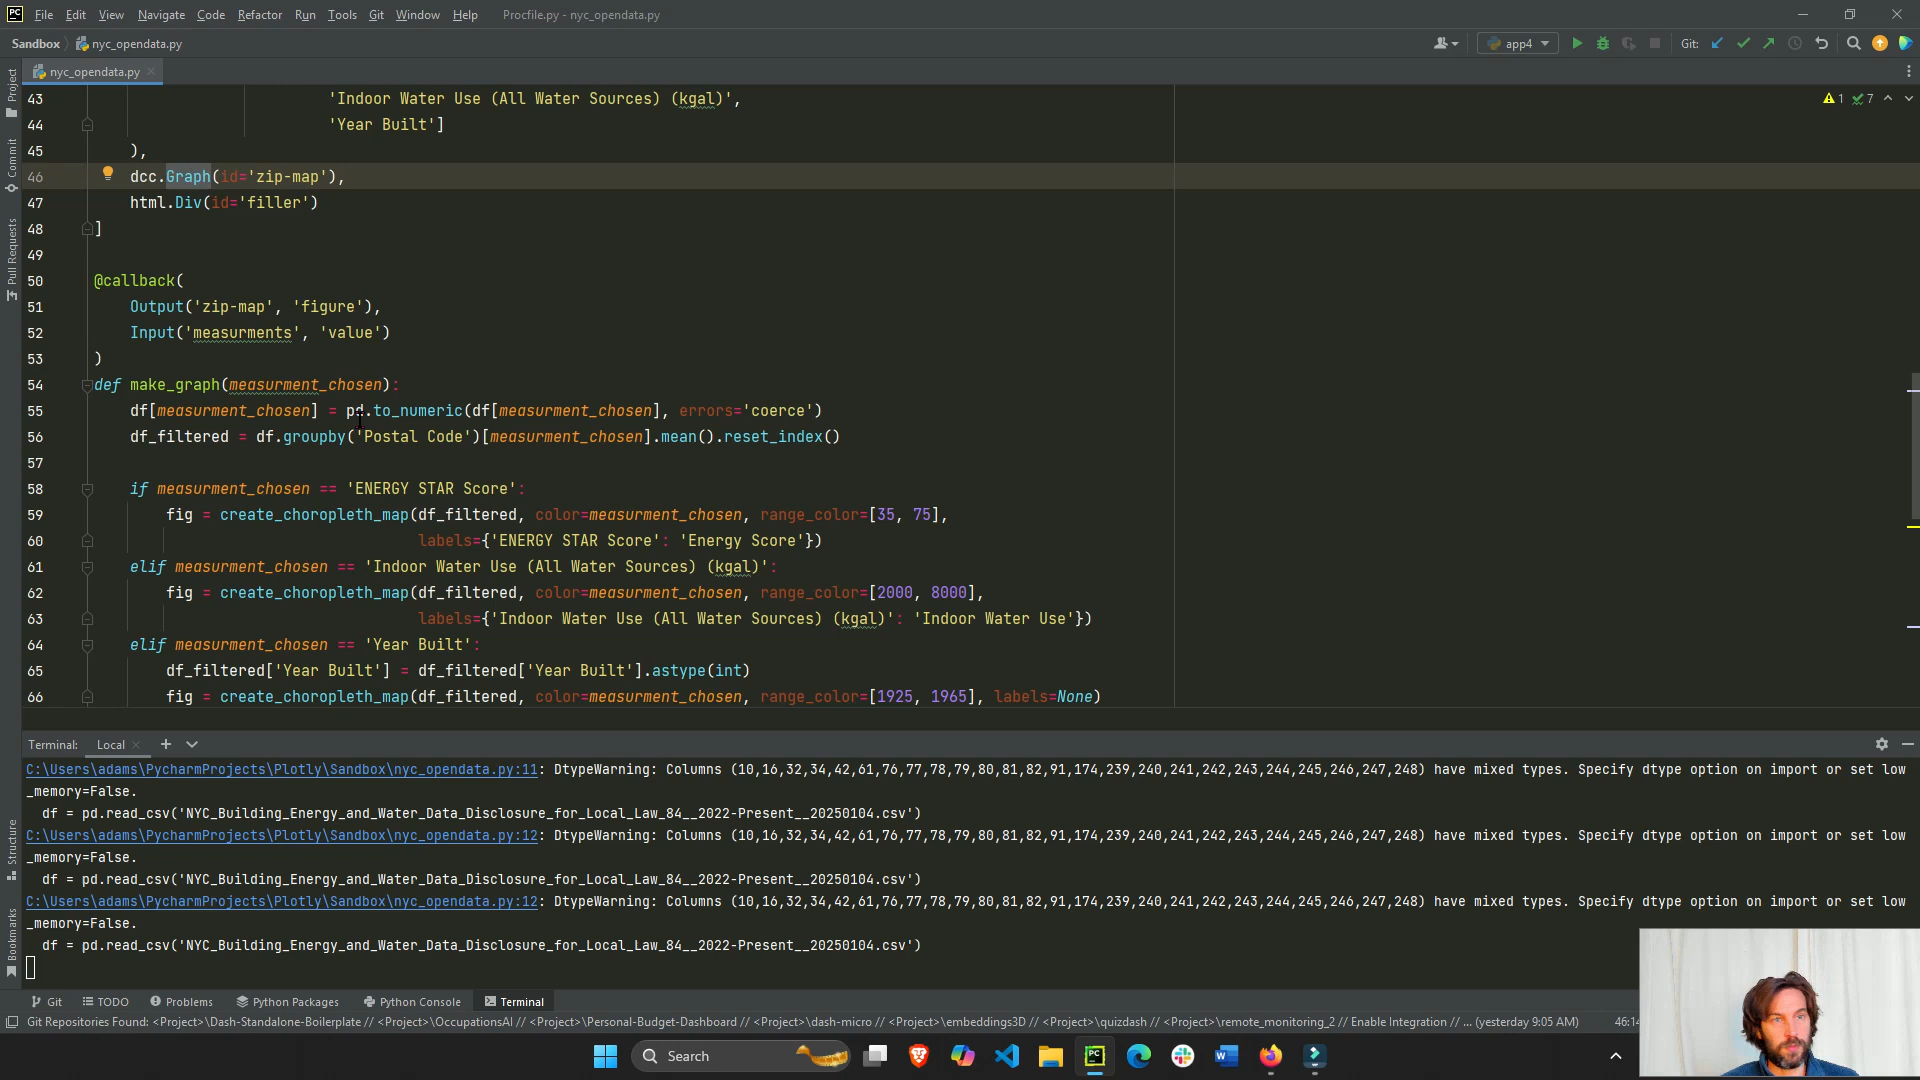 PC File Edit View Navigate Code Refactor Run Tools Git Window Help Procfile.py - nyc_opendata.py
Sandbox nyc_opendata.py app4 Git:
nyc_opendata.py
Project
Commit
Pull Requests
Structure
Bookmarks
43 'Indoor Water Use (All Water Sources) (kgal)',
44 'Year Built']
45 ),
46 dcc.Graph(id='zip-map'),
47 html.Div(id='filler')
48 ]
49
50 @callback(
51 Output('zip-map', 'figure'),
52 Input('measurments', 'value')
53 )
54 def make_graph(measurment_chosen):
55 df[measurment_chosen] = pd.to_numeric(df[measurment_chosen], errors='coerce')
56 df_filtered = df.groupby('Postal Code')[measurment_chosen].mean().reset_index()
57
58 if measurment_chosen == 'ENERGY STAR Score':
59 fig = create_choropleth_map(df_filtered, color=measurment_chosen, range_color=[35, 75],
60 labels={'ENERGY STAR Score': 'Energy Score'})
61 elif measurment_chosen == 'Indoor Water Use (All Water Sources) (kgal)':
62 fig = create_choropleth_map(df_filtered, color=measurment_chosen, range_color=[2000, 8000],
63 labels={'Indoor Water Use (All Water Sources) (kgal)': 'Indoor Water Use'})
64 elif measurment_chosen == 'Year Built':
65 df_filtered['Year Built'] = df_filtered['Year Built'].astype(int)
66 fig = create_choropleth_map(df_filtered, color=measurment_chosen, range_color=[1925, 1965], labels=None)
1 7
Terminal: Local
C:\Users\adams\PycharmProjects\Plotly\Sandbox\nyc_opendata.py:11: DtypeWarning: Columns (10,16,32,34,42,61,76,77,78,79,80,81,82,91,174,239,240,241,242,243,244,245,246,247,248) have mixed types. Specify dtype option on import or set low
_memory=False.
df = pd.read_csv('NYC_Building_Energy_and_Water_Data_Disclosure_for_Local_Law_84__2022-Present__20250104.csv')
C:\Users\adams\PycharmProjects\Plotly\Sandbox\nyc_opendata.py:12: DtypeWarning: Columns (10,16,32,34,42,61,76,77,78,79,80,81,82,91,174,239,240,241,242,243,244,245,246,247,248) have mixed types. Specify dtype option on import or set low
_memory=False.
df = pd.read_csv('NYC_Building_Energy_and_Water_Data_Disclosure_for_Local_Law_84__2022-Present__20250104.csv')
C:\Users\adams\PycharmProjects\Plotly\Sandbox\nyc_opendata.py:12: DtypeWarning: Columns (10,16,32,34,42,61,76,77,78,79,80,81,82,91,174,239,240,241,242,243,244,245,246,247,248) have mixed types. Specify dtype option on import or set low
_memory=False.
df = pd.read_csv('NYC_Building_Energy_and_Water_Data_Disclosure_for_Local_Law_84__2022-Present__20250104.csv')
Git TODO Problems Python Packages Python Console Terminal
Git Repositories Found: <Project>\Dash-Standalone-Boilerplate // <Project>\OccupationsAI // <Project>\Personal-Budget-Dashboard // <Project>\dash-micro // <Project>\embeddings3D // <Project>\quizdash // <Project>\remote_monitoring_2 // Enable Integration // ... (yesterday 9:05 AM) 46:14
Search PC